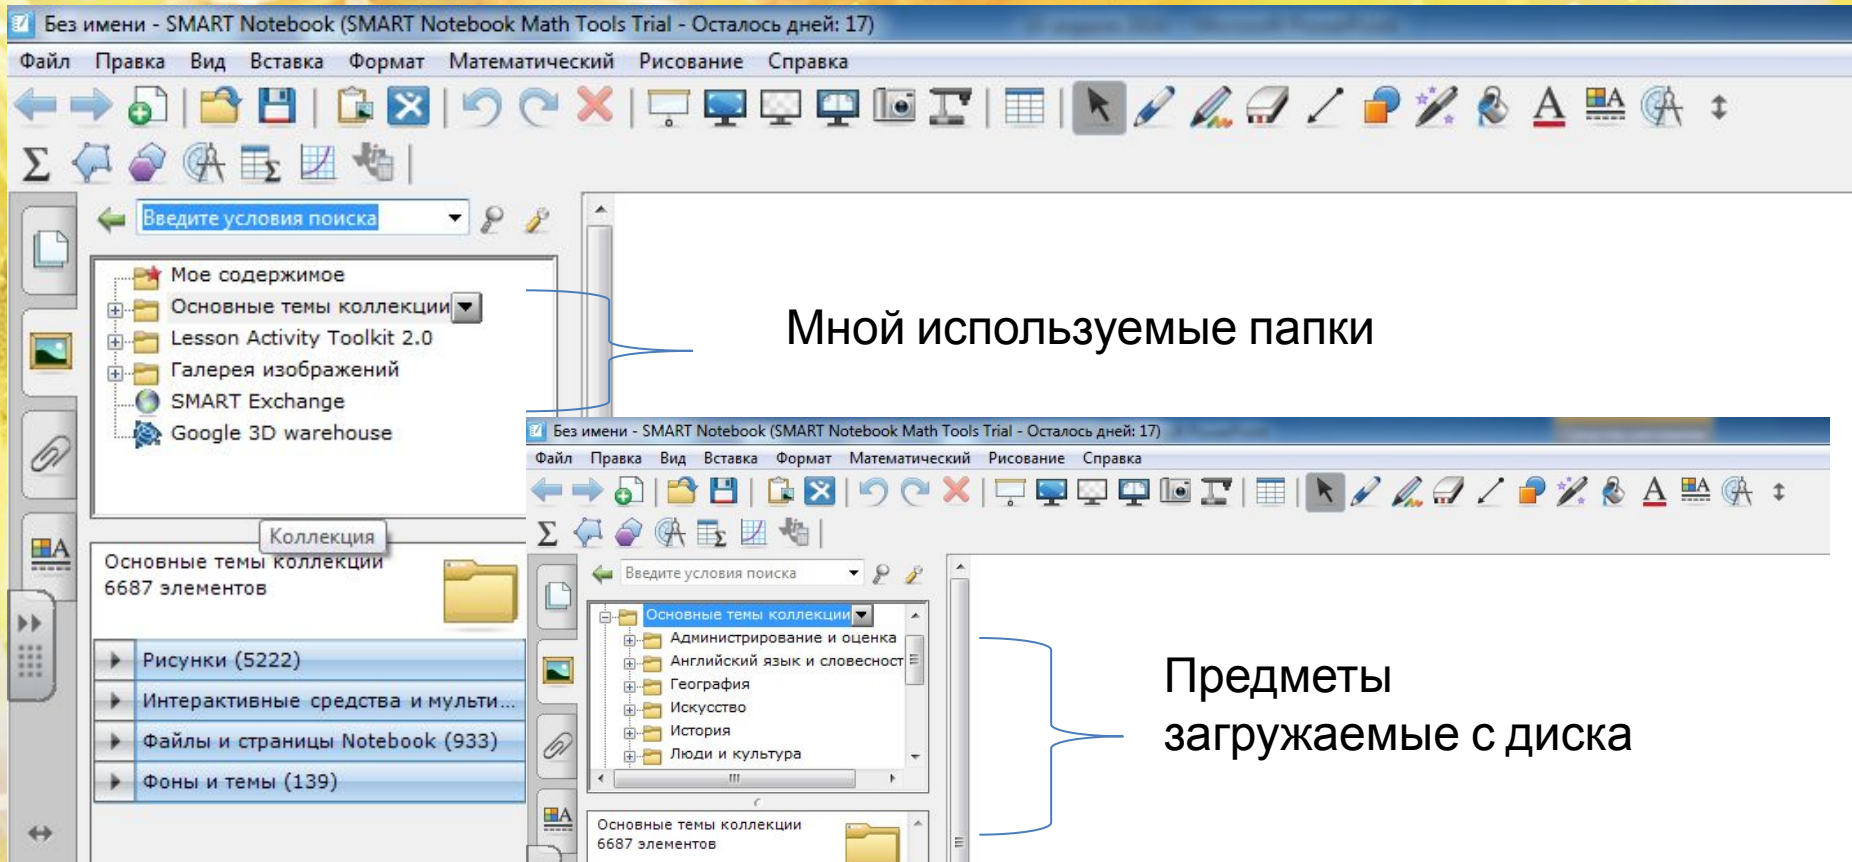 Без имени - SMART Notebook (SMART Notebook Math Tools Trial - Осталось дней: 17)
Файл Правка Вид Вставка Формат Математический Рисование Справка
Введите условия поиска
Мое содержимое
Основные темы коллекции
Lesson Activity Toolkit 2.0
Галерея изображений
SMART Exchange
Google 3D warehouse
Коллекция
Основные темы коллекции
6687 элементов
Рисунки (5222)
Интерактивные средства и мульти...
Файлы и страницы Notebook (933)
Фоны и темы (139)
Мной используемые папки
Без имени - SMART Notebook (SMART Notebook Math Tools Trial - Осталось дней: 17)
Файл Правка Вид Вставка Формат Математический Рисование Справка
Введите условия поиска
Основные темы коллекции
Администрирование и оценка
Английский язык и словесност
География
Искусство
История
Люди и культура
Основные темы коллекции
6687 элементов
Предметы
загружаемые с диска